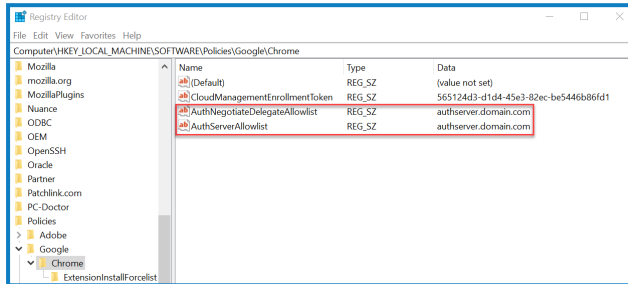 Registry Editor
File Edit View Favorites Help
Computer\HKEY_LOCAL_MACHINE\SOFTWARE\Policies\Google\Chrome
Mozilla
mozilla.org
MozillaPlugins
Nuance
ODBC
OEM
OpenSSH
Oracle
Partner
Patchlink.com
PC-Doctor
Policies
Adobe
Google
Chrome
ExtensionInstallForcelist
Name Type Data
(Default) REG_SZ (value not set)
CloudManagementEnrollmentToken REG_SZ 565124d3-d1d4-45e3-82ec-be5446b86fd1
AuthNegotiateDelegateAllowlist REG_SZ authserver.domain.com
AuthServerAllowlist REG_SZ authserver.domain.com